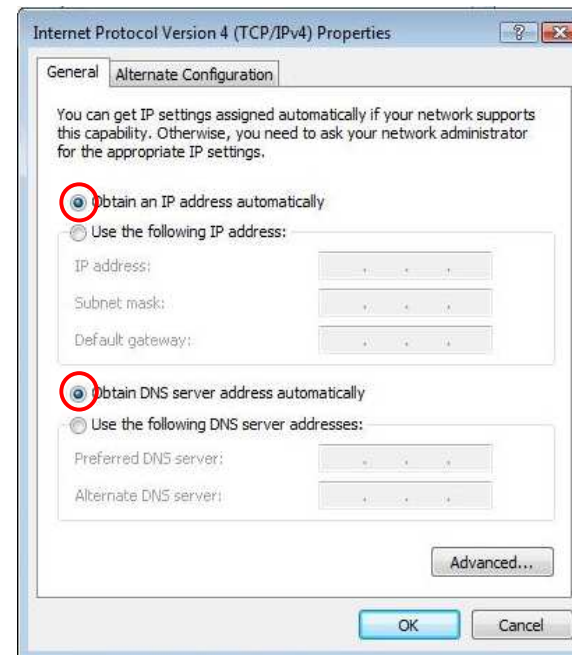 Internet Protocol Version 4 (TCP/IPv4) Properties
General
Alternate Configuration
You can get IP settings assigned automatically if your network supports
this capability. Otherwise, you need to ask your network administrator
for the appropriate IP settings.
Obtain an IP address automatically
Use the following IP address:
IP address:
Subnet mask:
Default gateway:
Obtain DNS server address automatically
Use the following DNS server addresses:
Preferred DNS server:
Alternate DNS server:
Advanced...
OK
Cancel